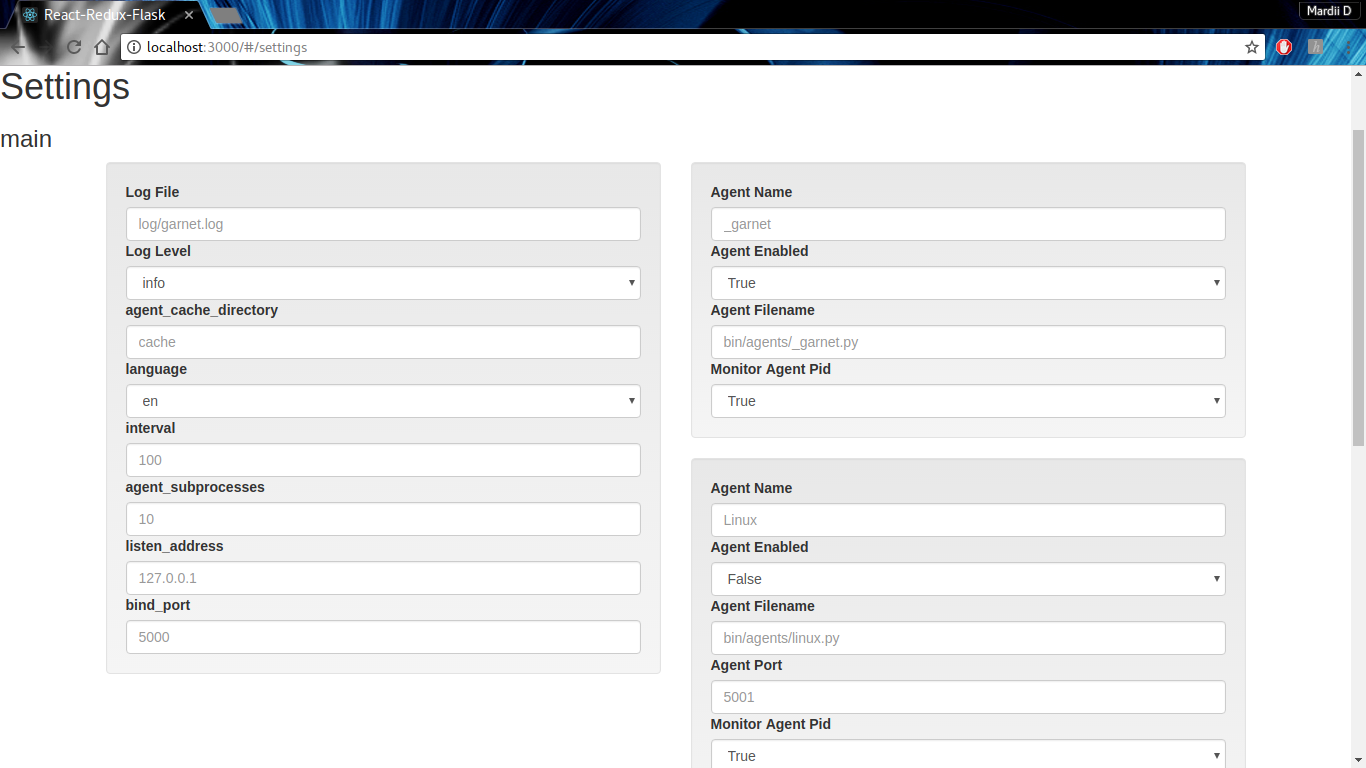 React-Redux-Flask
Mardii D
localhost:3000/#/settings
h
Settings
main
Log File
log/garnet.log
Log Level
info
agent_cache_directory
cache
language
en
interval
100
agent_subprocesses
10
listen_address
127.0.0.1
bind_port
5000
Agent Name
_garnet
Agent Enabled
True
Agent Filename
bin/agents/_garnet.py
Monitor Agent Pid
True
Agent Name
Linux
Agent Enabled
False
Agent Filename
bin/agents/linux.py
Agent Port
5001
Monitor Agent Pid
True